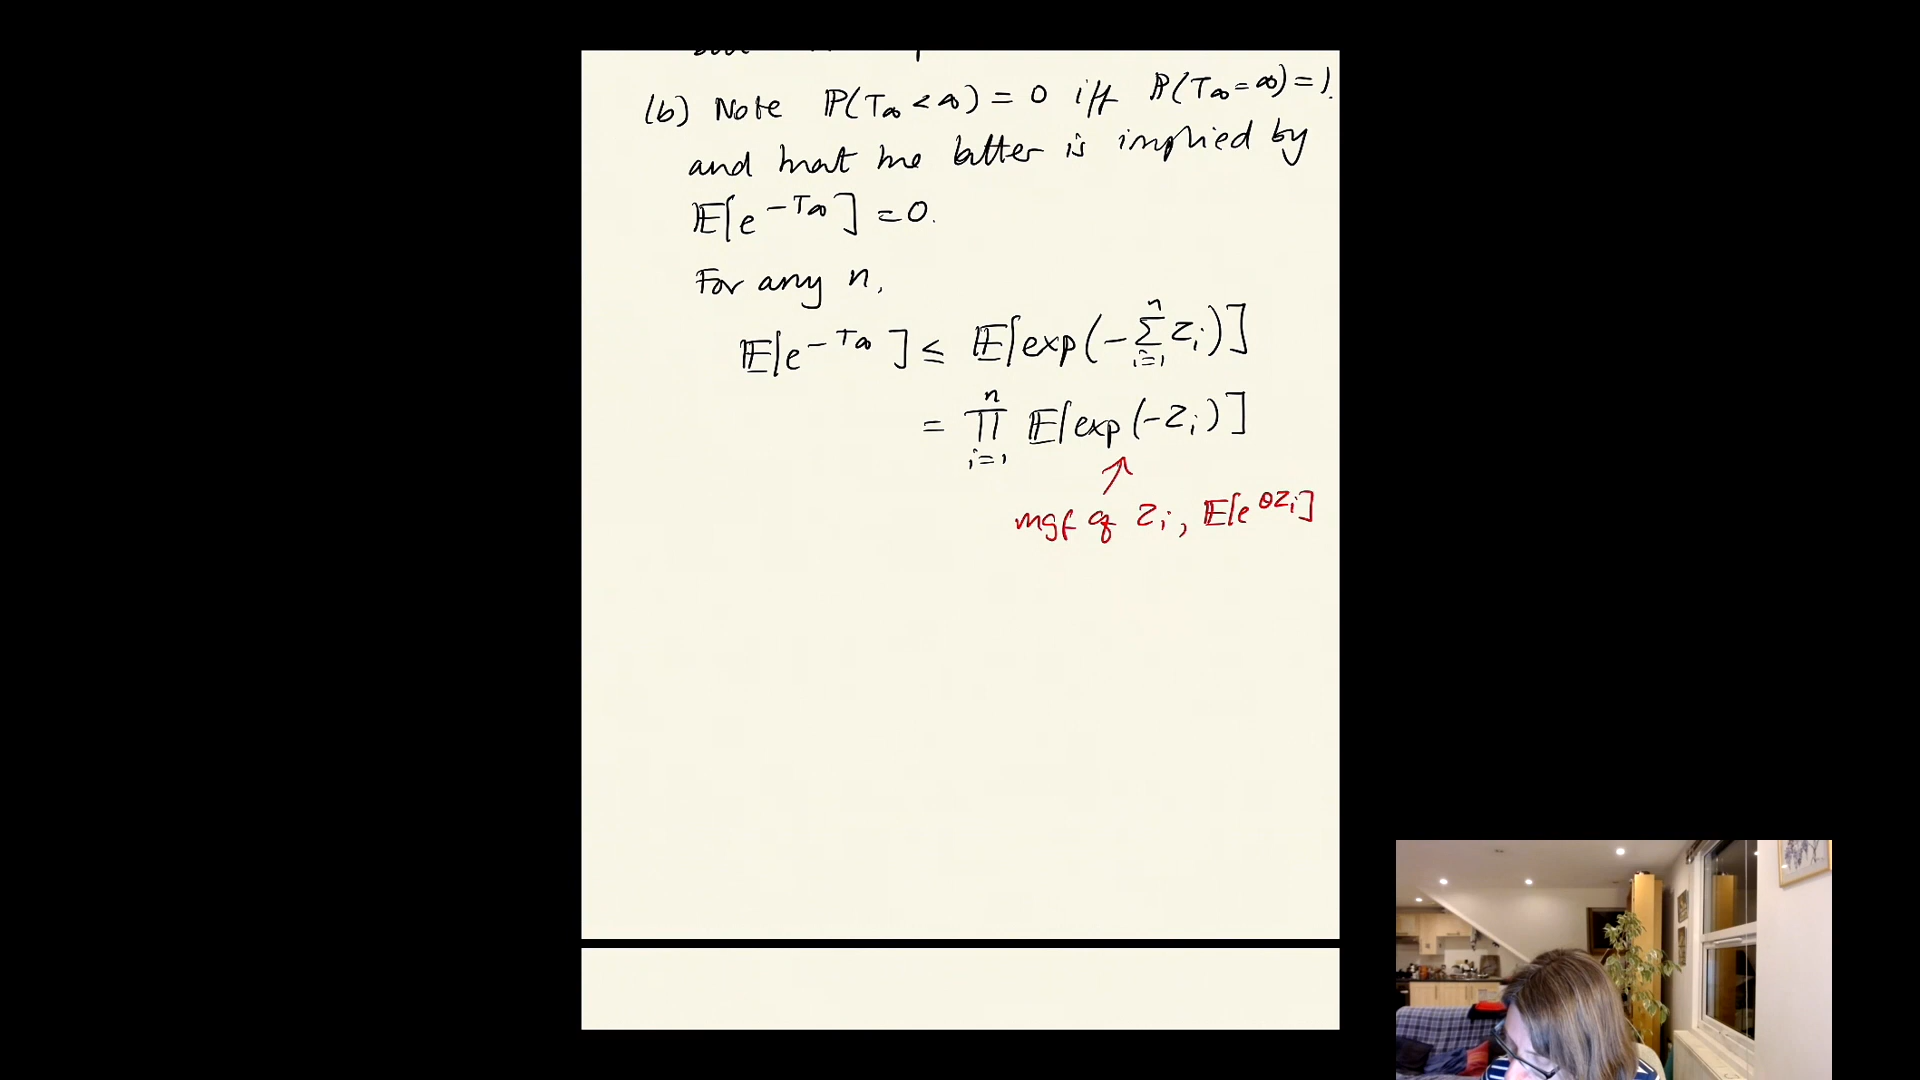 (b) Note ℙ(T∞ < ∞) = 0 iff ℙ(T∞ = ∞) = 1.
and that the latter is implied by
𝔼[e^{-T∞}] = 0.
For any n,
𝔼[e^{-T∞}] ≤ 𝔼[exp(-∑_{i=1}^{n} Z_i)]
= ∏_{i=1}^{n} 𝔼[exp(-Z_i)]
↑
mgf of Z_i, 𝔼[e^{θZ_i}]